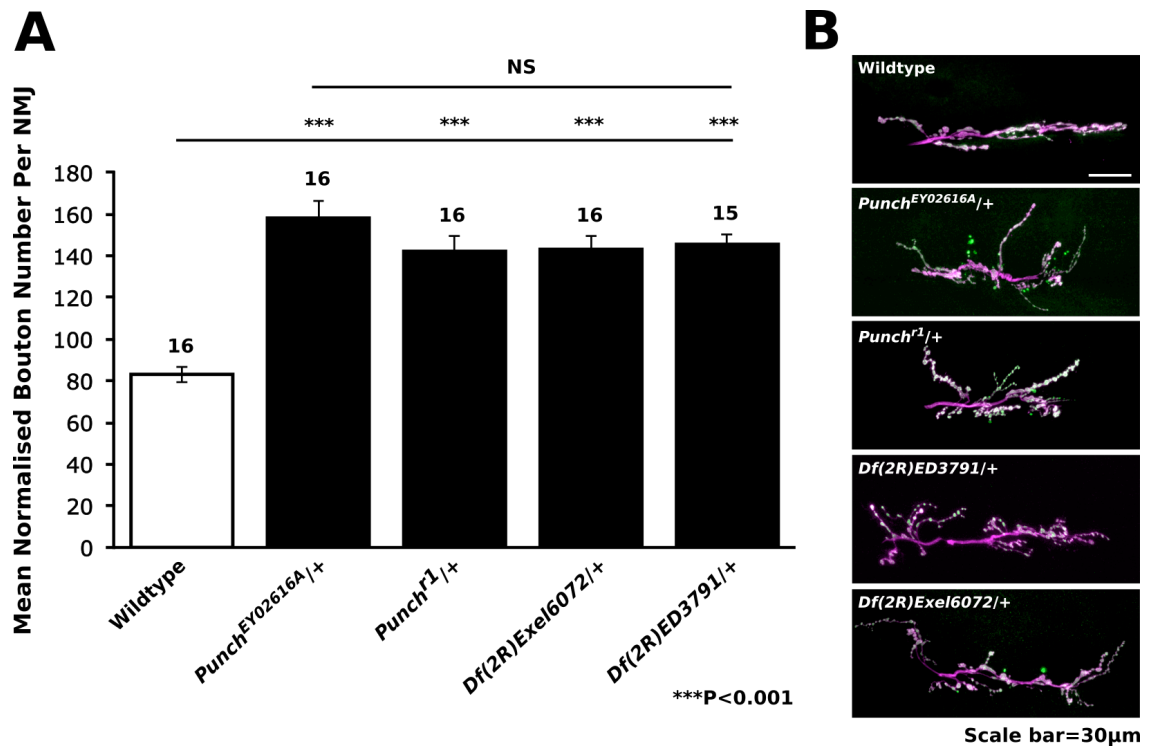 A
B
NS
*** *** *** ***
Mean Normalised Bouton Number Per NMJ
180
160
140
120
100
80
60
40
20
0
16
16
16
16
15
Wildtype
Punch^EY02616A/+
Punch^r1/+
Df(2R)Exel6072/+
Df(2R)ED3791/+
***P<0.001
Wildtype
Punch^EY02616A/+
Punch^r1/+
Df(2R)ED3791/+
Df(2R)Exel6072/+
Scale bar=30µm